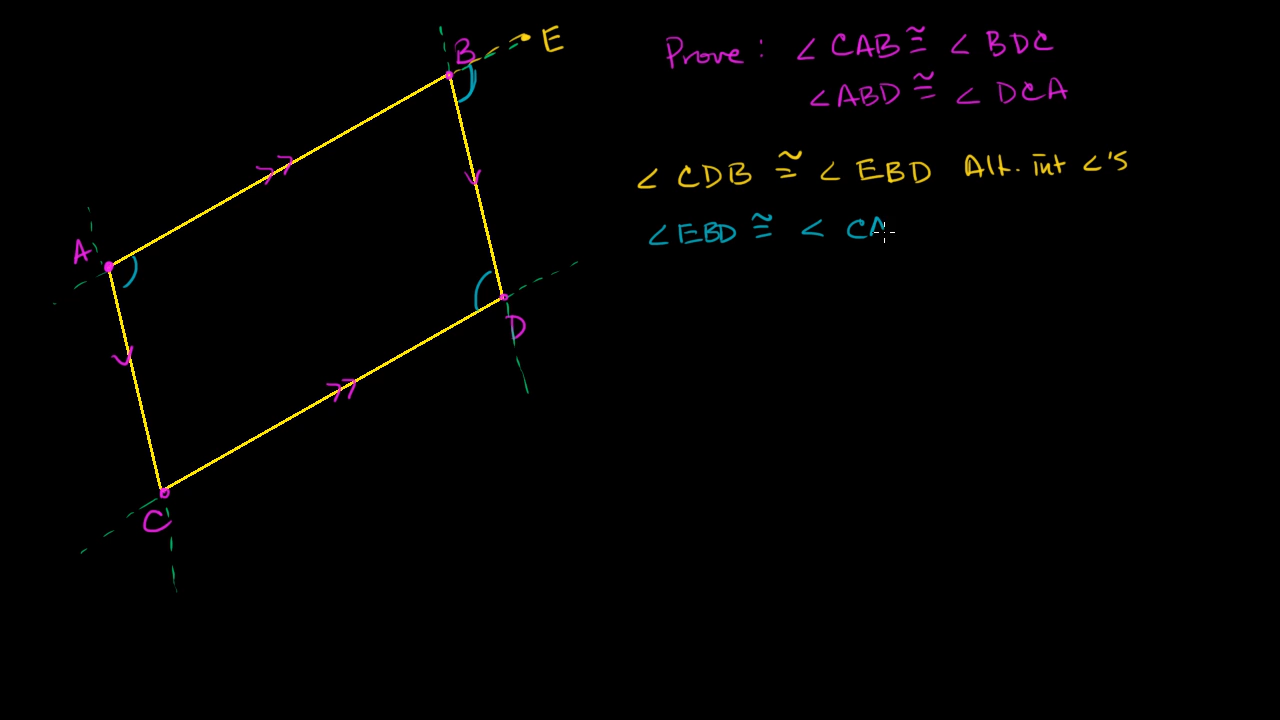 B E
Prove: ∠ CAB ≅ ∠ BDC
∠ABD ≅ ∠ DCA
∠ CDB ≅ ∠ EBD Alt. int ∠'s
∠EBD ≅ ∠ CA
A
D
C